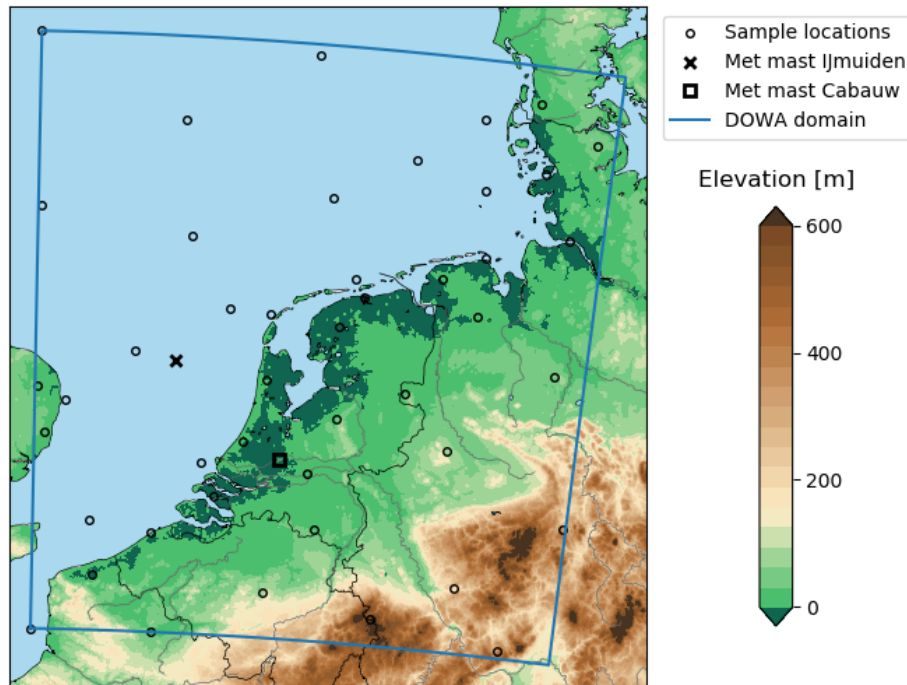 Sample locations
Met mast IJmuiden
Met mast Cabauw
DOWA domain
Elevation [m]
600
400
200
0